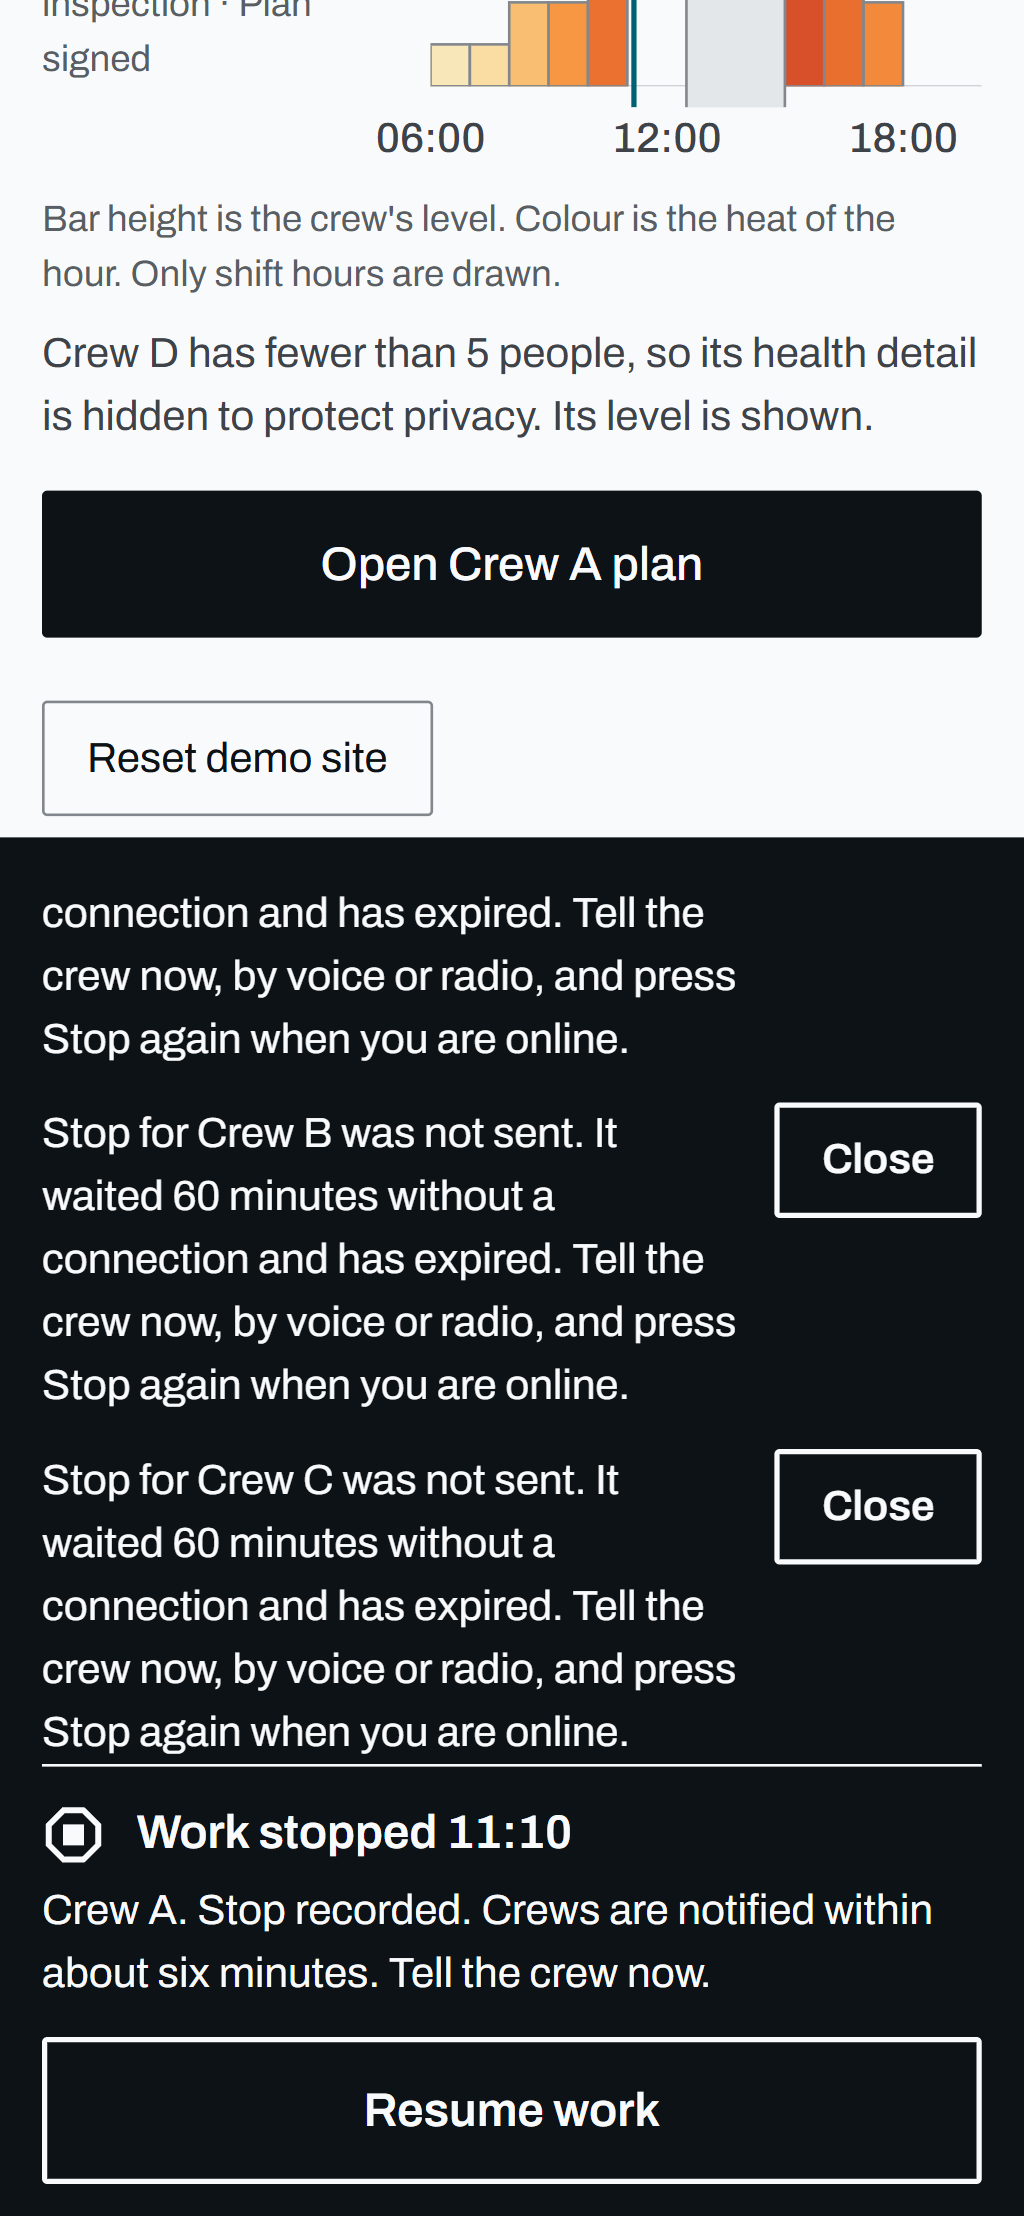 Inspection · Plan
signed
06:00 12:00 18:00
Bar height is the crew's level. Colour is the heat of the
hour. Only shift hours are drawn.
Crew D has fewer than 5 people, so its health detail
is hidden to protect privacy. Its level is shown.
Open Crew A plan
Reset demo site
connection and has expired. Tell the
crew now, by voice or radio, and press
Stop again when you are online.
Stop for Crew B was not sent. It
waited 60 minutes without a
connection and has expired. Tell the
crew now, by voice or radio, and press
Stop again when you are online.
Close
Stop for Crew C was not sent. It
waited 60 minutes without a
connection and has expired. Tell the
crew now, by voice or radio, and press
Stop again when you are online.
Close
Work stopped 11:10
Crew A. Stop recorded. Crews are notified within
about six minutes. Tell the crew now.
Resume work